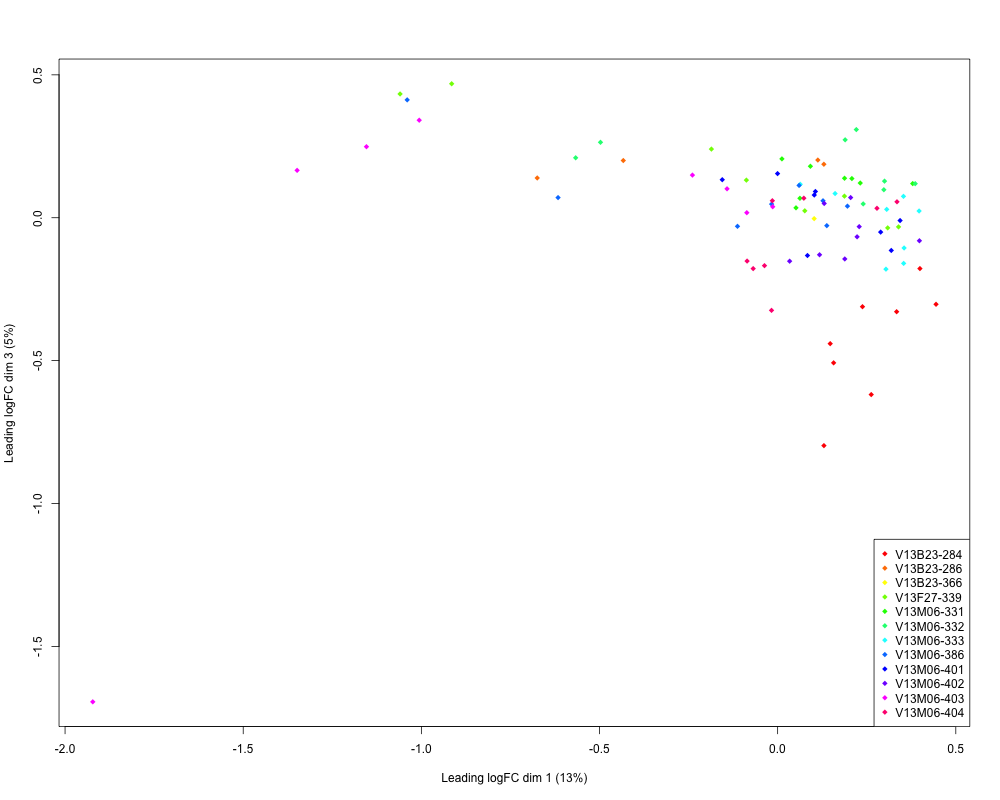 0.5
0.0
-0.5
-1.0
-1.5
Leading logFC dim 3 (5%)
V13B23-284
V13B23-286
V13B23-366
V13F27-339
V13M06-331
V13M06-332
V13M06-333
V13M06-386
V13M06-401
V13M06-402
V13M06-403
V13M06-404
-2.0 -1.5 -1.0 -0.5 0.0 0.5
Leading logFC dim 1 (13%)